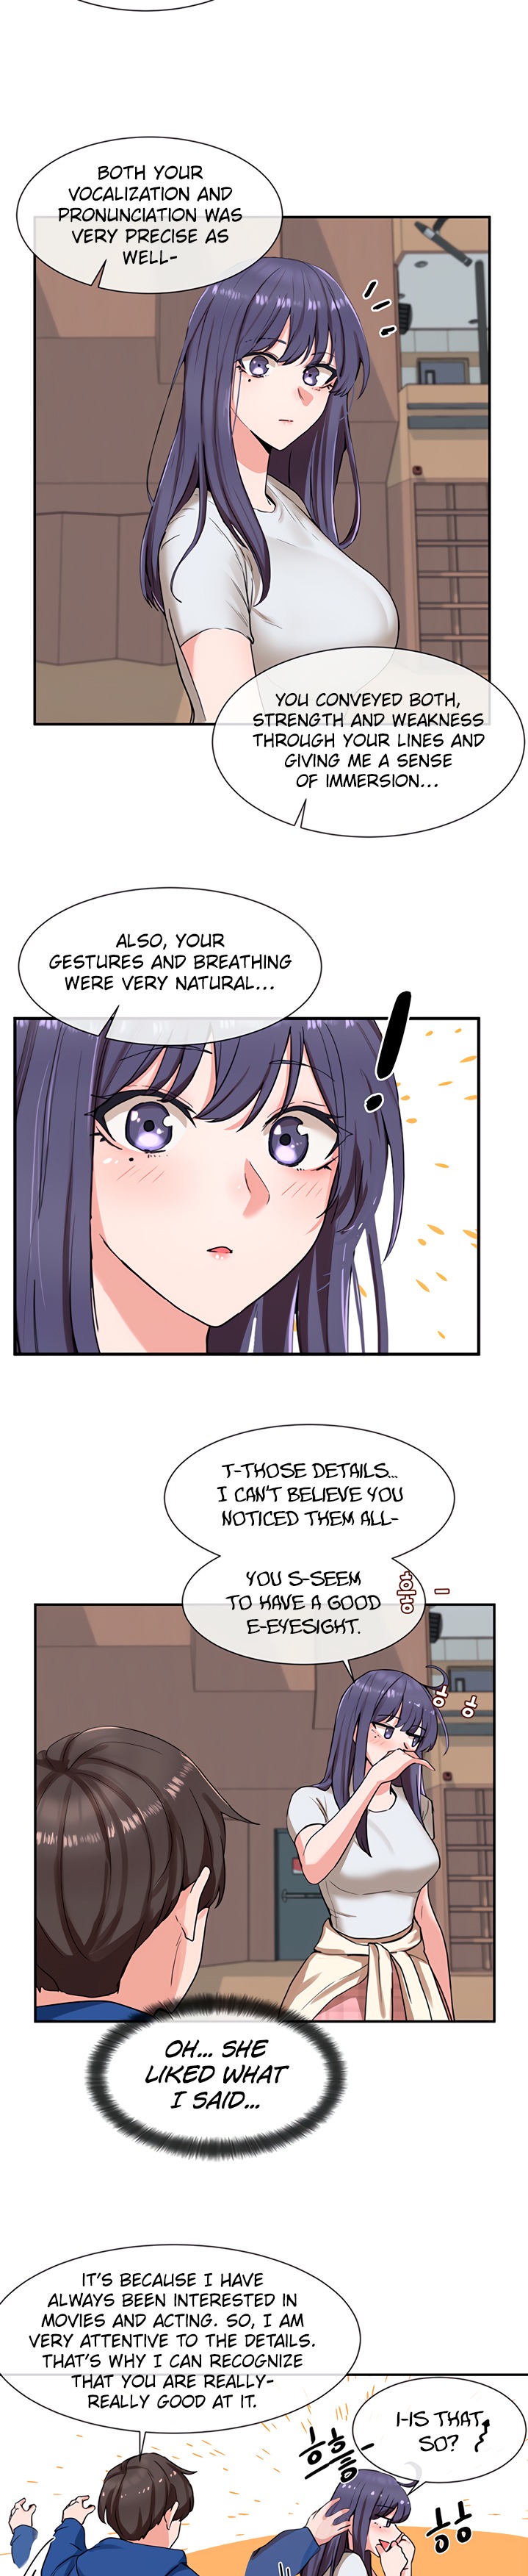 BOTH YOUR
VOCALIZATION AND
PRONUNCIATION WAS
VERY PRECISE AS
WELL-
YOU CONVEYED BOTH,
STRENGTH AND WEAKNESS
THROUGH YOUR LINES AND
GIVING ME A SENSE
OF IMMERSION...
ALSO, YOUR
GESTURES AND BREATHING
WERE VERY NATURAL...
T-THOSE DETAILS...
I CAN'T BELIEVE YOU
NOTICED THEM ALL-
YOU S-SEEM
TO HAVE A GOOD
E-EYESIGHT.
OH... SHE
LIKED WHAT
I SAID...
IT'S BECAUSE I HAVE
ALWAYS BEEN INTERESTED IN
MOVIES AND ACTING. SO, I AM
VERY ATTENTIVE TO THE DETAILS.
THAT'S WHY I CAN RECOGNIZE
THAT YOU ARE REALLY-
REALLY GOOD AT IT.
I-IS THAT
SO?